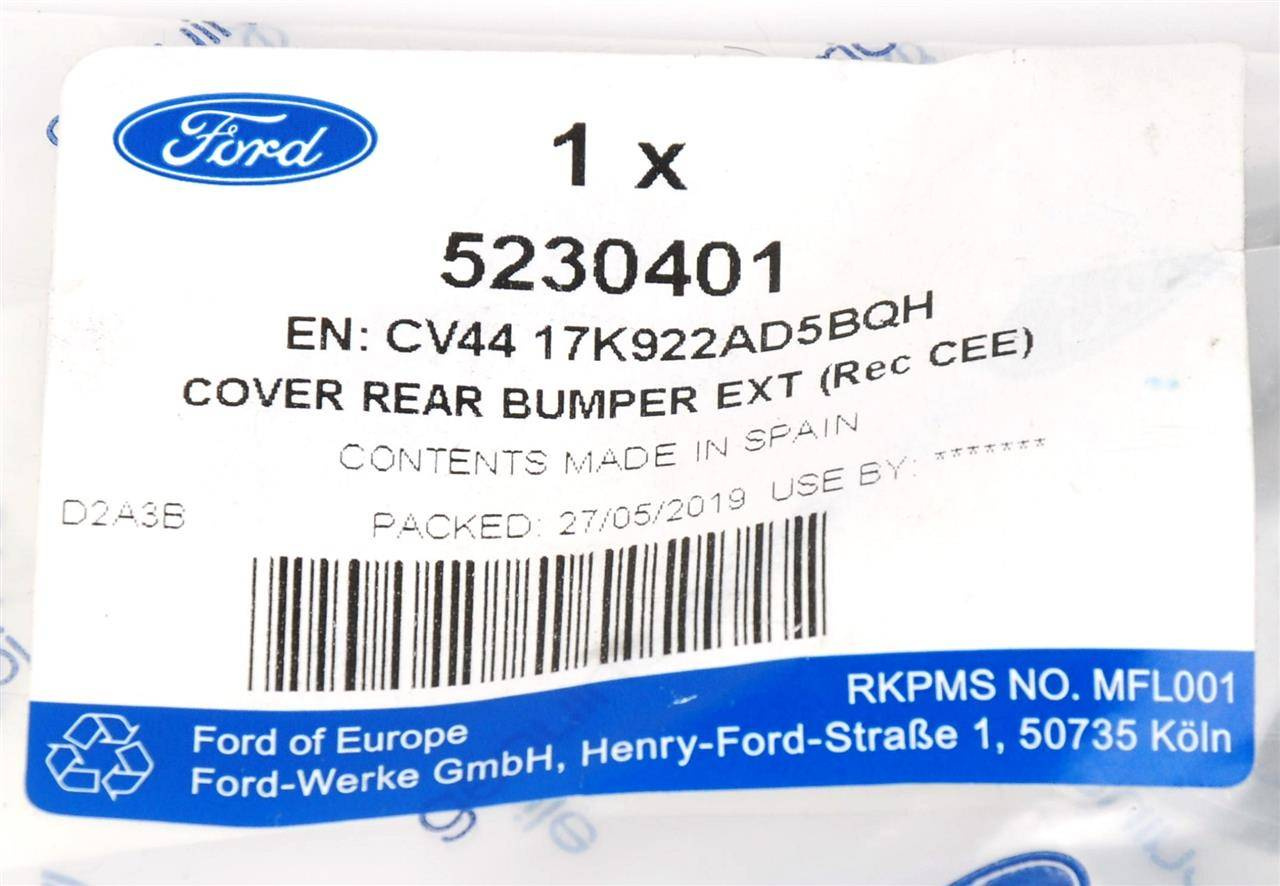 Ford
1 x
5230401
EN: CV44 17K922AD5BQH
COVER REAR BUMPER EXT (Rec CEE)
CONTENTS MADE IN SPAIN
D2A3B PACKED: 27/05/2019 USE BY: *******
RKPMS NO. MFL001
Ford of Europe
Ford-Werke GmbH, Henry-Ford-Straße 1, 50735 Köln